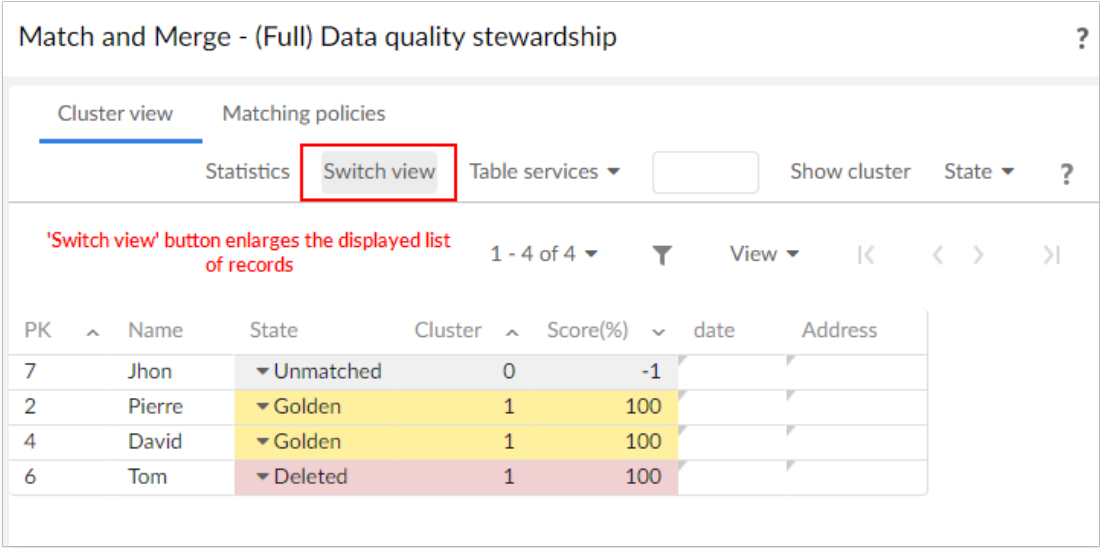 Match and Merge - (Full) Data quality stewardship ?
Cluster view Matching policies
Statistics Switch view Table services Show cluster State ?
'Switch view' button enlarges the displayed list
of records
1 - 4 of 4 View
PK Name State Cluster Score(%) date Address
7 Jhon Unmatched 0 -1
2 Pierre Golden 1 100
4 David Golden 1 100
6 Tom Deleted 1 100